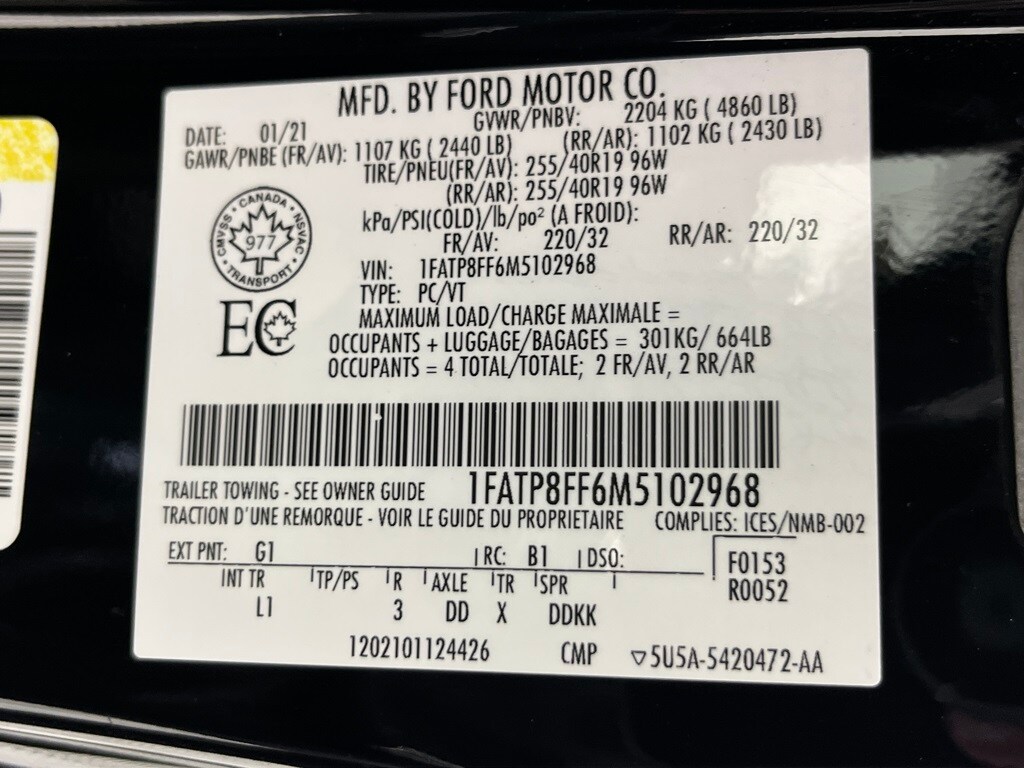 MFD. BY FORD MOTOR CO.
DATE: 01/21 GVWR/PNBV: 2204 KG ( 4860 LB)
GAWR/PNBE (FR/AV): 1107 KG ( 2440 LB) (RR/AR): 1102 KG ( 2430 LB)
TIRE/PNEU(FR/AV): 255/40R19 96W
(RR/AR): 255/40R19 96W
kPa/PSI(COLD)/lb/po² (A FROID):
FR/AV: 220/32 RR/AR: 220/32
CMVSS · CANADA · NSVAC · TRANSPORT ·
977
VIN: 1FATP8FF6M5102968
TYPE: PC/VT
EC
MAXIMUM LOAD/CHARGE MAXIMALE =
OCCUPANTS + LUGGAGE/BAGAGES = 301KG/ 664LB
OCCUPANTS = 4 TOTAL/TOTALE; 2 FR/AV, 2 RR/AR
TRAILER TOWING - SEE OWNER GUIDE 1FATP8FF6M5102968
TRACTION D'UNE REMORQUE - VOIR LE GUIDE DU PROPRIETAIRE COMPLIES: ICES/NMB-002
EXT PNT: G1 RC: B1 DSO: F0153
INT TR TP/PS R AXLE TR SPR R0052
L1 3 DD X DDKK
1202101124426 CMP ▽5U5A-5420472-AA